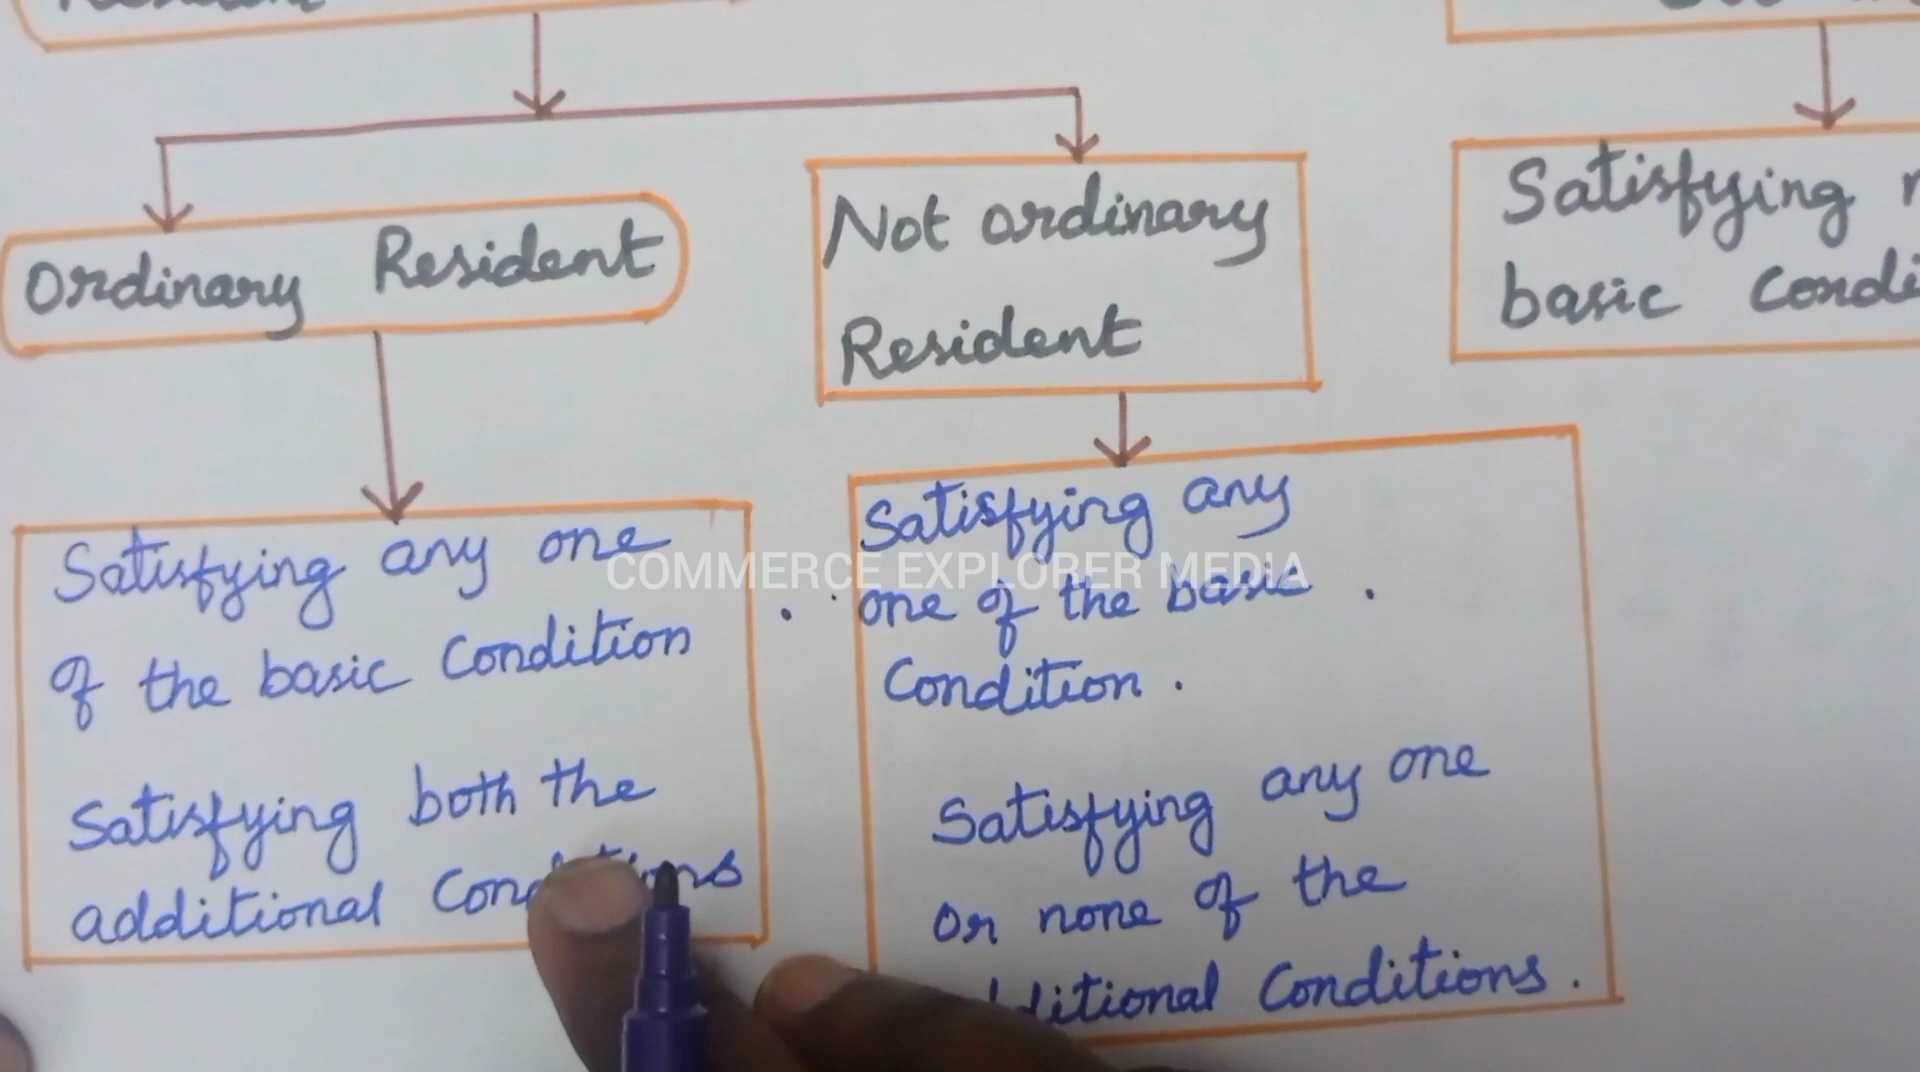 Resident
Ordinary Resident
Not ordinary
Resident
Satisfying
basic
Satisfying any one
of the basic Condition
Satisfying both the
additional
Satisfying any
one of the basic
Condition.
Satisfying any one
or none of the
Conditions.
COMMERCE EXPLORER MEDIA